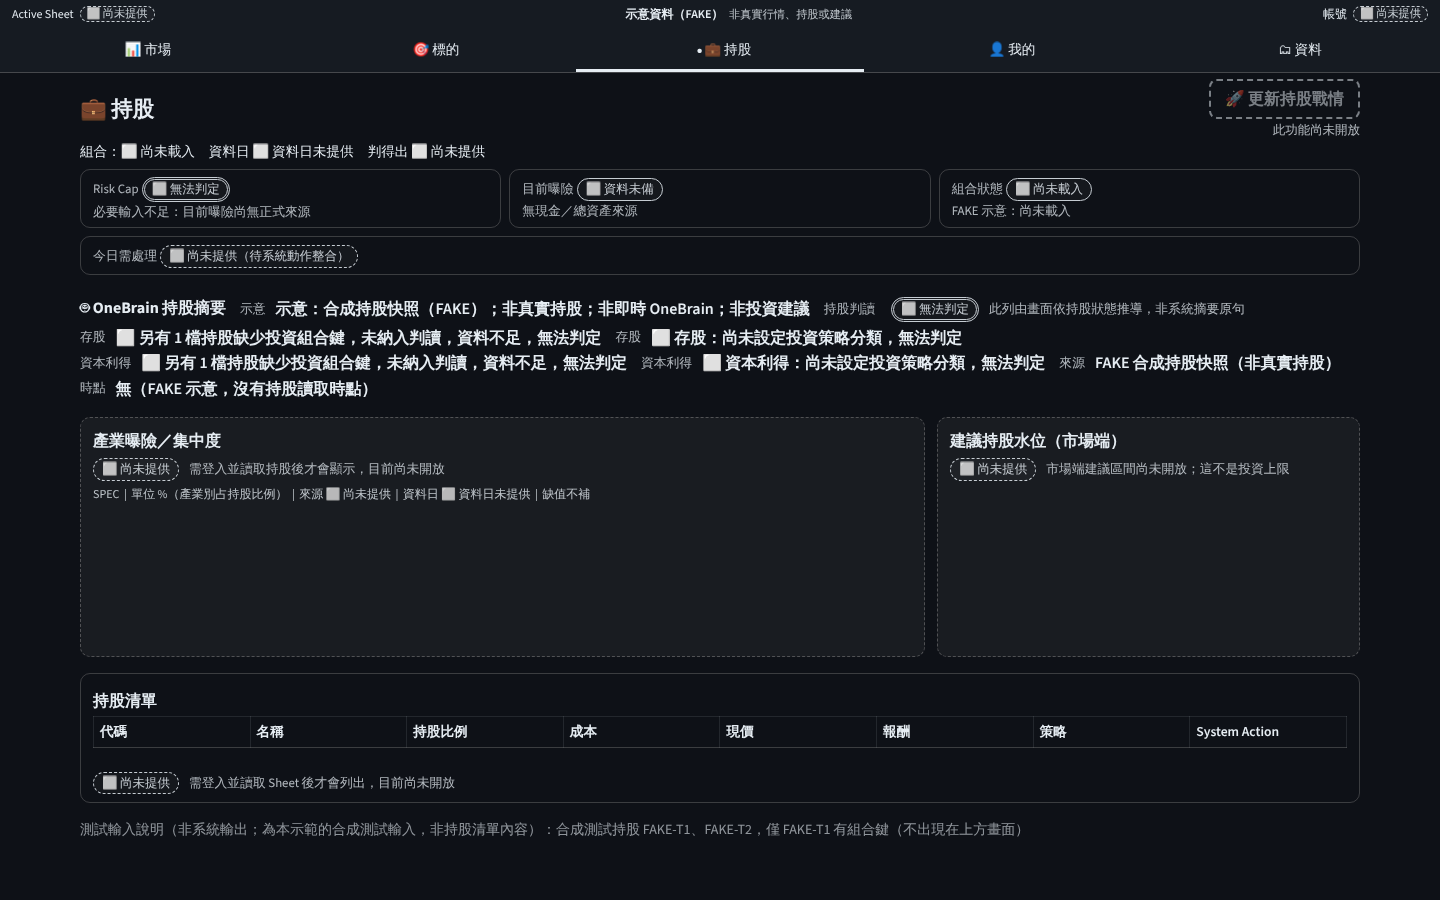 Active Sheet ⬜ 尚未提供 示意資料（FAKE） 非真實行情、持股或建議 帳號 ⬜ 尚未提供
📊 市場 🎯 標的 • 💼 持股 👤 我的 🗂 資料
💼 持股
🚀 更新持股戰情
此功能尚未開放
組合：⬜ 尚未載入 資料日 ⬜ 資料日未提供 判得出 ⬜ 尚未提供
Risk Cap ⬜ 無法判定
必要輸入不足：目前曝險尚無正式來源
目前曝險 ⬜ 資料未備
無現金／總資產來源
組合狀態 ⬜ 尚未載入
FAKE 示意：尚未載入
今日需處理 ⬜ 尚未提供（待系統動作整合）
OneBrain 持股摘要 示意 示意：合成持股快照（FAKE）；非真實持股；非即時 OneBrain；非投資建議 持股判讀 ⬜ 無法判定 此列由畫面依持股狀態推導，非系統摘要原句
存股 ⬜ 另有 1 檔持股缺少投資組合鍵，未納入判讀，資料不足，無法判定 存股 ⬜ 存股：尚未設定投資策略分類，無法判定
資本利得 ⬜ 另有 1 檔持股缺少投資組合鍵，未納入判讀，資料不足，無法判定 資本利得 ⬜ 資本利得：尚未設定投資策略分類，無法判定 來源 FAKE 合成持股快照（非真實持股）
時點 無（FAKE 示意，沒有持股讀取時點）
產業曝險／集中度
⬜ 尚未提供 需登入並讀取持股後才會顯示，目前尚未開放
SPEC｜單位 %（產業別占持股比例）｜來源 ⬜ 尚未提供｜資料日 ⬜ 資料日未提供｜缺值不補
建議持股水位（市場端）
⬜ 尚未提供 市場端建議區間尚未開放；這不是投資上限
持股清單
代碼 名稱 持股比例 成本 現價 報酬 策略 System Action
⬜ 尚未提供 需登入並讀取 Sheet 後才會列出，目前尚未開放
測試輸入說明（非系統輸出；為本示範的合成測試輸入，非持股清單內容）：合成測試持股 FAKE-T1、FAKE-T2，僅 FAKE-T1 有組合鍵（不出現在上方畫面）